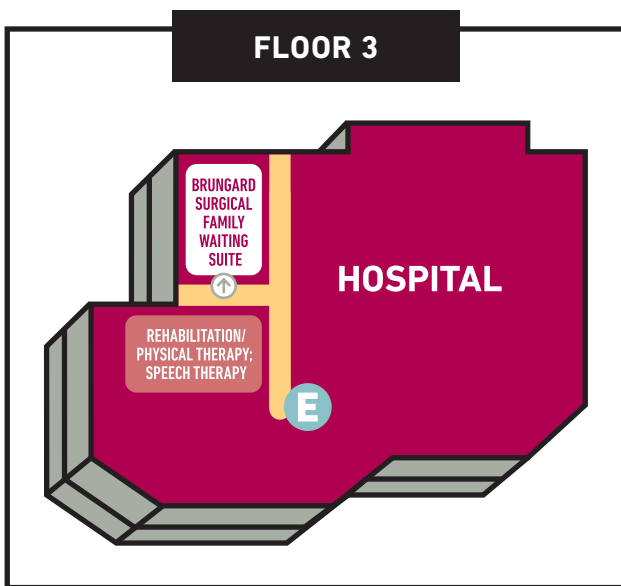 FLOOR 3
BRUNGARD
SURGICAL
FAMILY
WAITING
SUITE
HOSPITAL
REHABILITATION/
PHYSICAL THERAPY;
SPEECH THERAPY
E